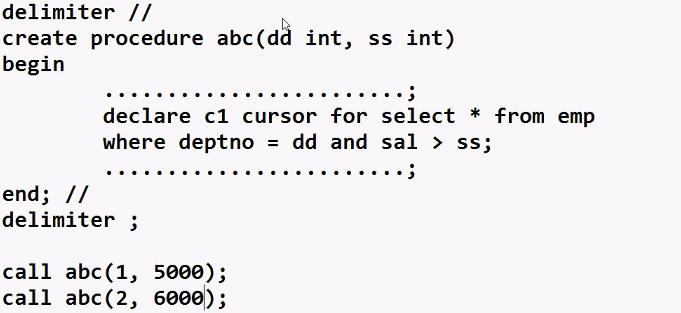 delimiter //
create procedure abc(dd int, ss int)
begin
........................;
declare c1 cursor for select * from emp
where deptno = dd and sal > ss;
........................;
end; //
delimiter ;
call abc(1, 5000);
call abc(2, 6000);